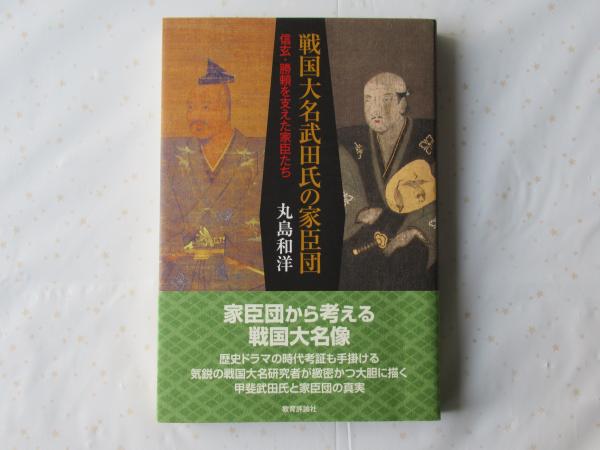 戦国大名武田氏の家臣団
信玄・勝頼を支えた家臣たち
丸島和洋
家臣団から考える
戦国大名像
歴史ドラマの時代考証も手掛ける
気鋭の戦国大名研究者が緻密かつ大胆に描く
甲斐武田氏と家臣団の真実
教育評論社